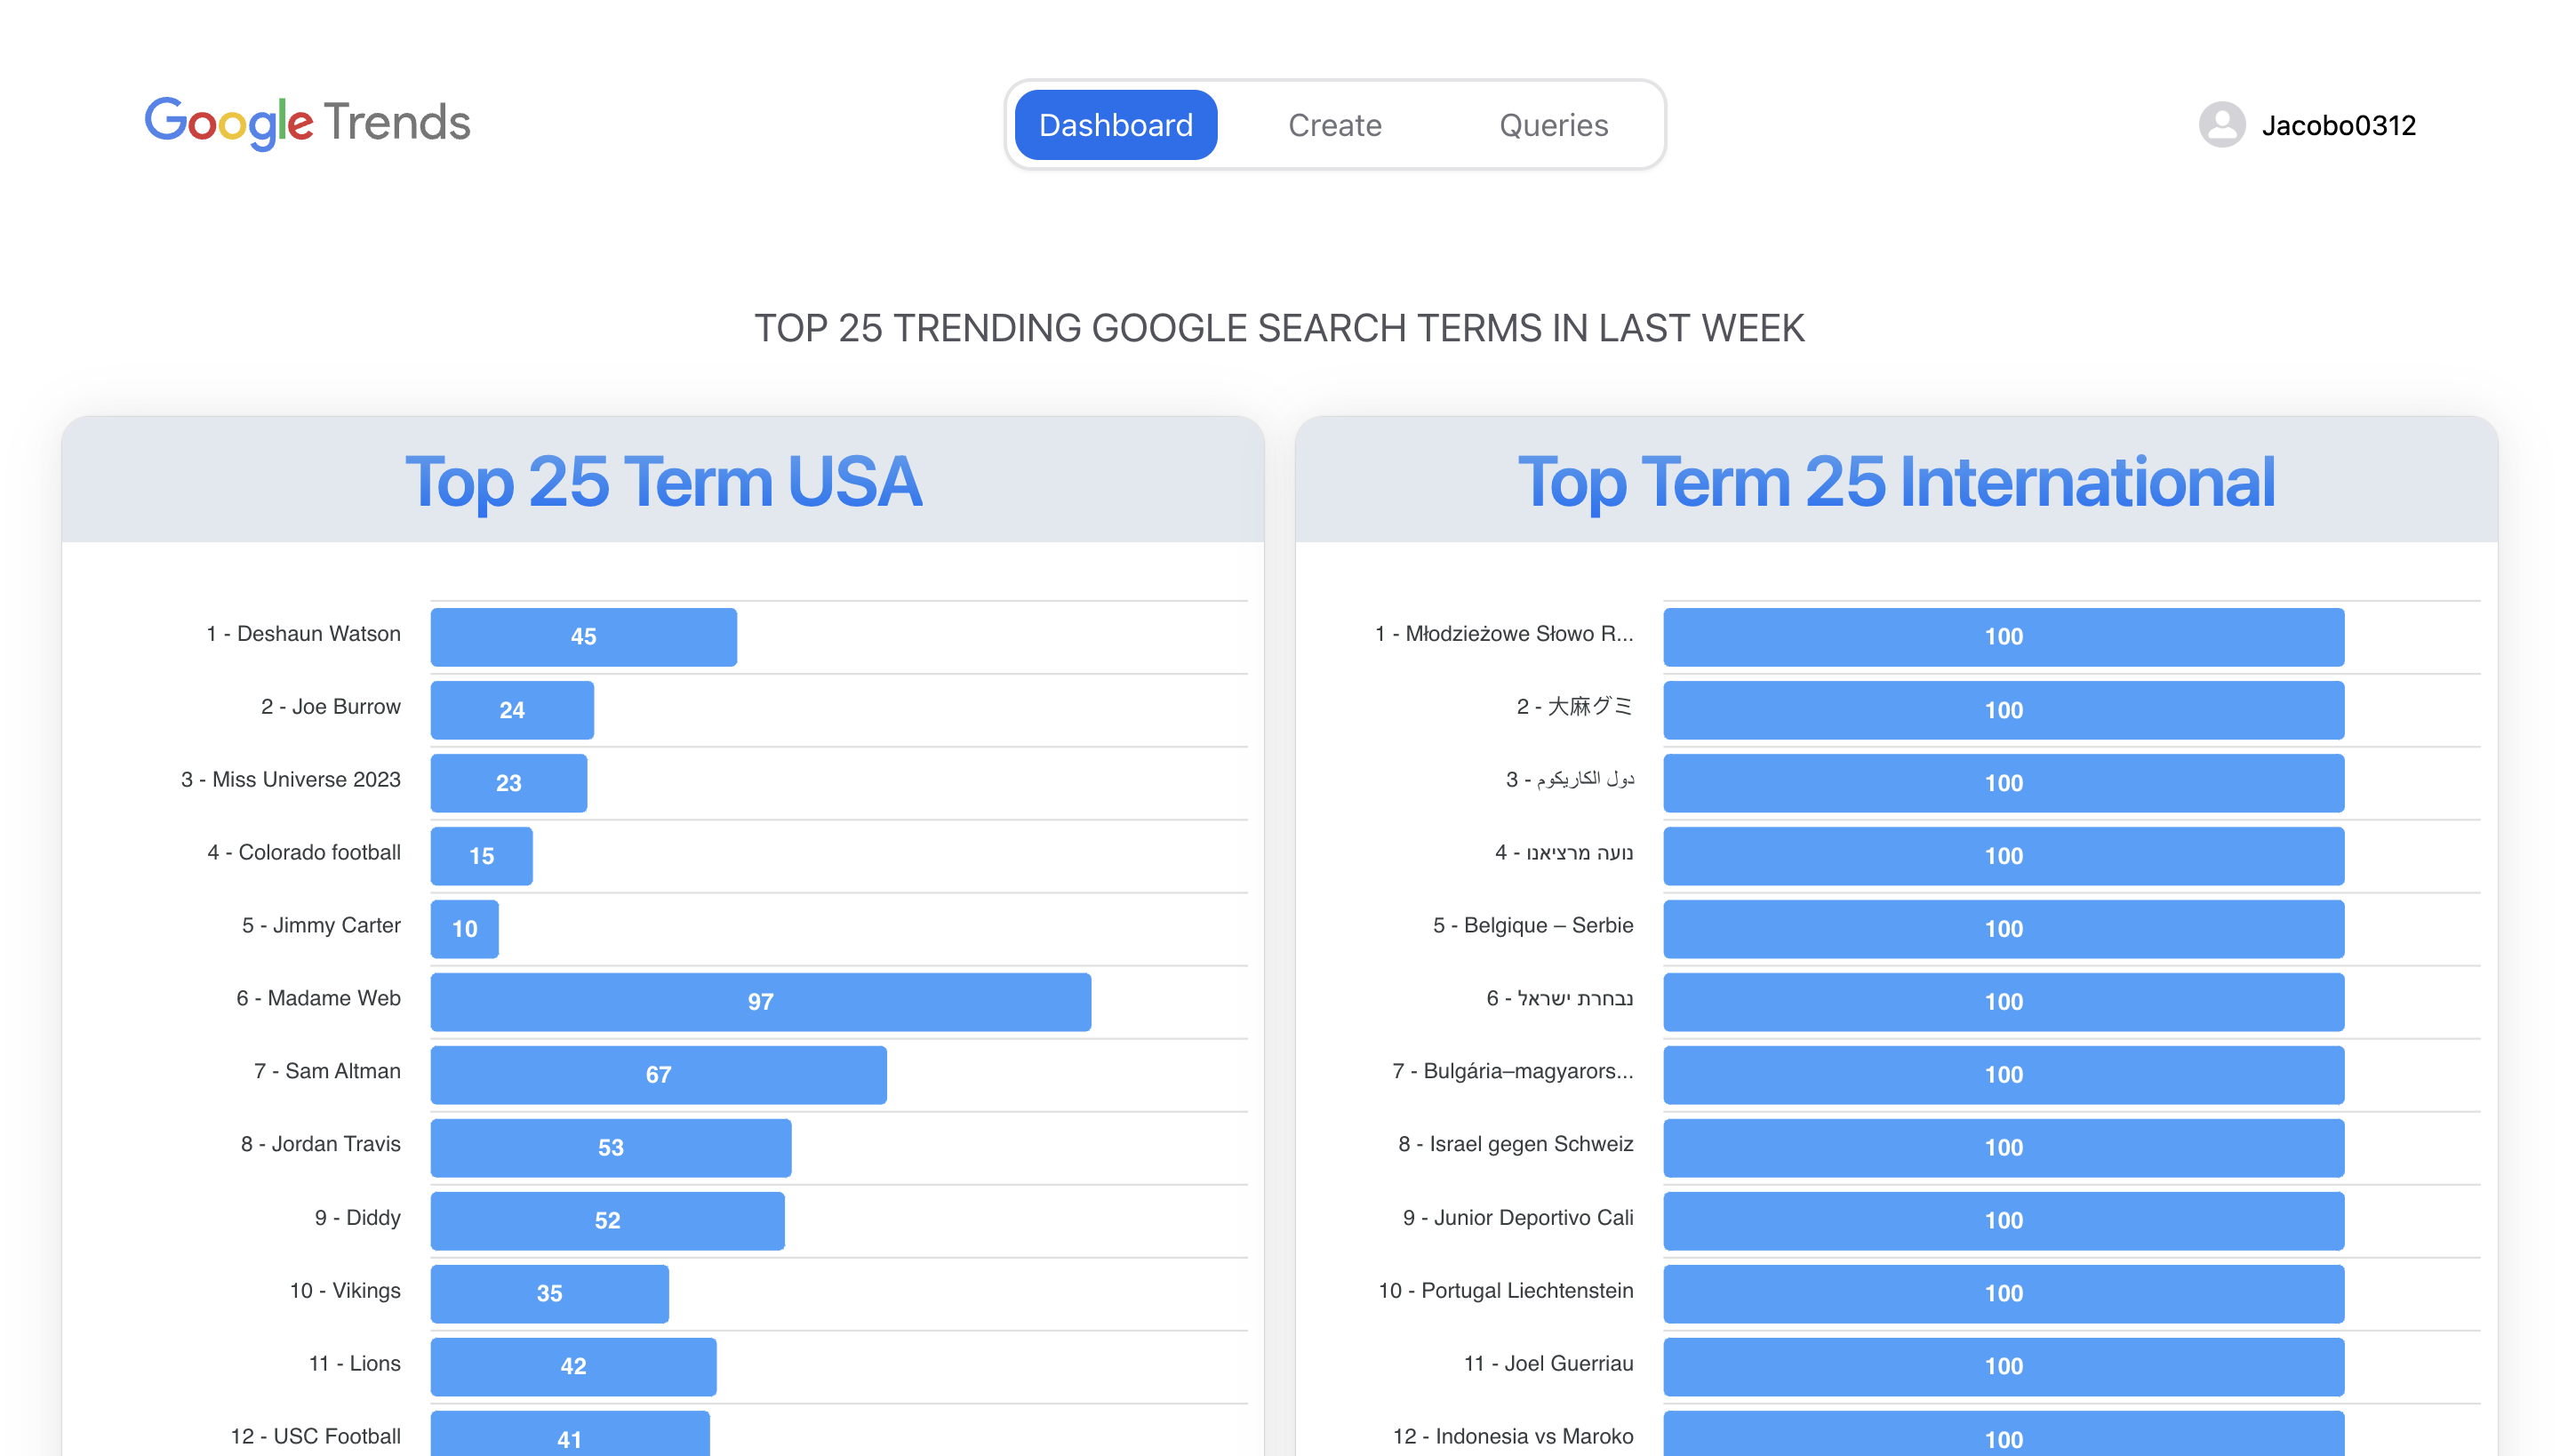 Google Trends
Dashboard
Create
Queries
Jacobo0312
TOP 25 TRENDING GOOGLE SEARCH TERMS IN LAST WEEK
Top 25 Term USA
1 - Deshaun Watson
45
2 - Joe Burrow
24
3 - Miss Universe 2023
23
4 - Colorado football
15
5 - Jimmy Carter
10
6 - Madame Web
97
7 - Sam Altman
67
8 - Jordan Travis
53
9 - Diddy
52
10 - Vikings
35
11 - Lions
42
12 - USC Football
41
Top Term 25 International
1 - Młodzieżowe Słowo R...
100
2 - 大麻グミ
100
3 - دول الكاريكوم
100
4 - נועה מרציאנו
100
5 - Belgique – Serbie
100
6 - נבחרת ישראל
100
7 - Bulgária–magyarors...
100
8 - Israel gegen Schweiz
100
9 - Junior Deportivo Cali
100
10 - Portugal Liechtenstein
100
11 - Joel Guerriau
100
12 - Indonesia vs Maroko
100